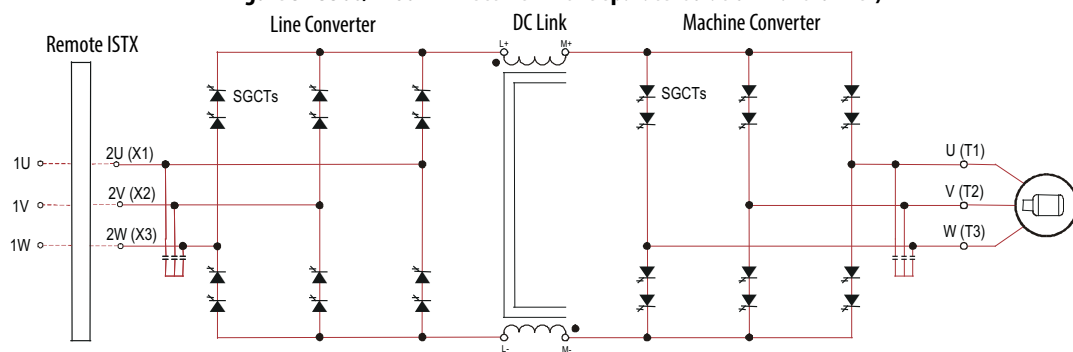 Line Converter
DC Link
Machine Converter
Remote ISTX
L+
M+
SGCTs
SGCTs
1U
2U (X1)
U (T1)
1V
2V (X2)
V (T2)
1W
2W (X3)
W (T3)
L-
M-